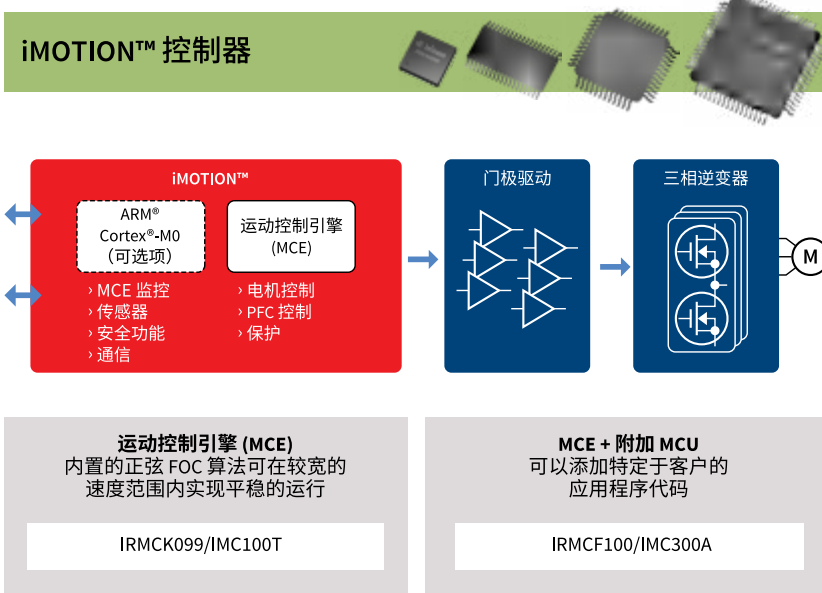 iMOTION™ 控制器
iMOTION™
ARM®
Cortex®-M0
（可选项）
› MCE 监控
› 传感器
› 安全功能
› 通信
运动控制引擎
(MCE)
› 电机控制
› PFC 控制
› 保护
门极驱动
三相逆变器
M
运动控制引擎 (MCE)
内置的正弦 FOC 算法可在较宽的
速度范围内实现平稳的运行
IRMCK099/IMC100T
MCE + 附加 MCU
可以添加特定于客户的
应用程序代码
IRMCF100/IMC300A